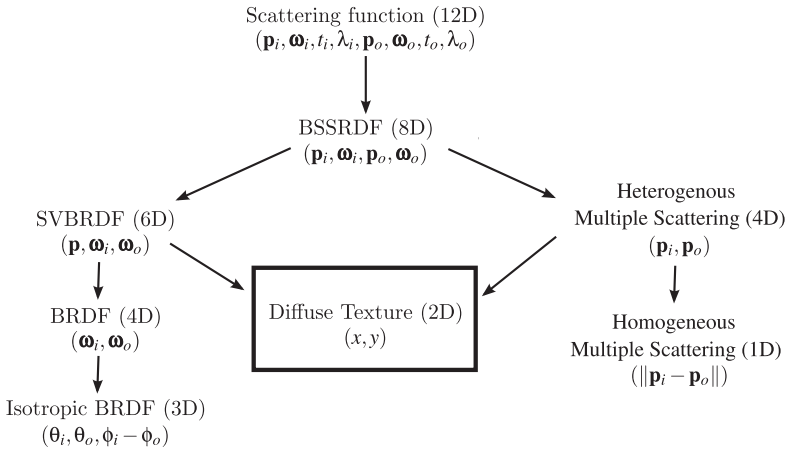 Scattering function (12D)
(𝐩ᵢ, 𝛚ᵢ, tᵢ, λᵢ, 𝐩ₒ, 𝛚ₒ, tₒ, λₒ)
BSSRDF (8D)
(𝐩ᵢ, 𝛚ᵢ, 𝐩ₒ, 𝛚ₒ)
SVBRDF (6D)
(𝐩, 𝛚ᵢ, 𝛚ₒ)
Heterogenous
Multiple Scattering (4D)
(𝐩ᵢ, 𝐩ₒ)
Diffuse Texture (2D)
(x, y)
BRDF (4D)
(𝛚ᵢ, 𝛚ₒ)
Homogeneous
Multiple Scattering (1D)
(‖𝐩ᵢ − 𝐩ₒ‖)
Isotropic BRDF (3D)
(θᵢ, θₒ, ϕᵢ − ϕₒ)